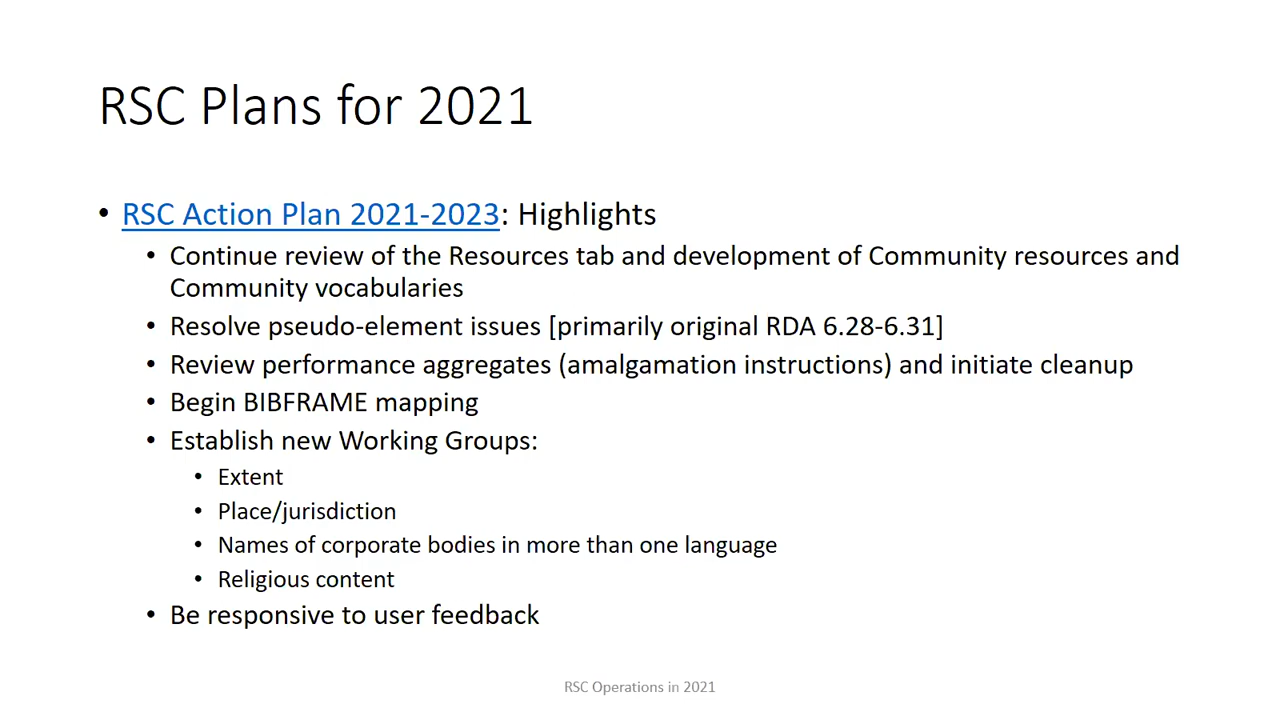 RSC Plans for 2021
• RSC Action Plan 2021-2023: Highlights
• Continue review of the Resources tab and development of Community resources and
Community vocabularies
• Resolve pseudo-element issues [primarily original RDA 6.28-6.31]
• Review performance aggregates (amalgamation instructions) and initiate cleanup
• Begin BIBFRAME mapping
• Establish new Working Groups:
• Extent
• Place/jurisdiction
• Names of corporate bodies in more than one language
• Religious content
• Be responsive to user feedback
RSC Operations in 2021